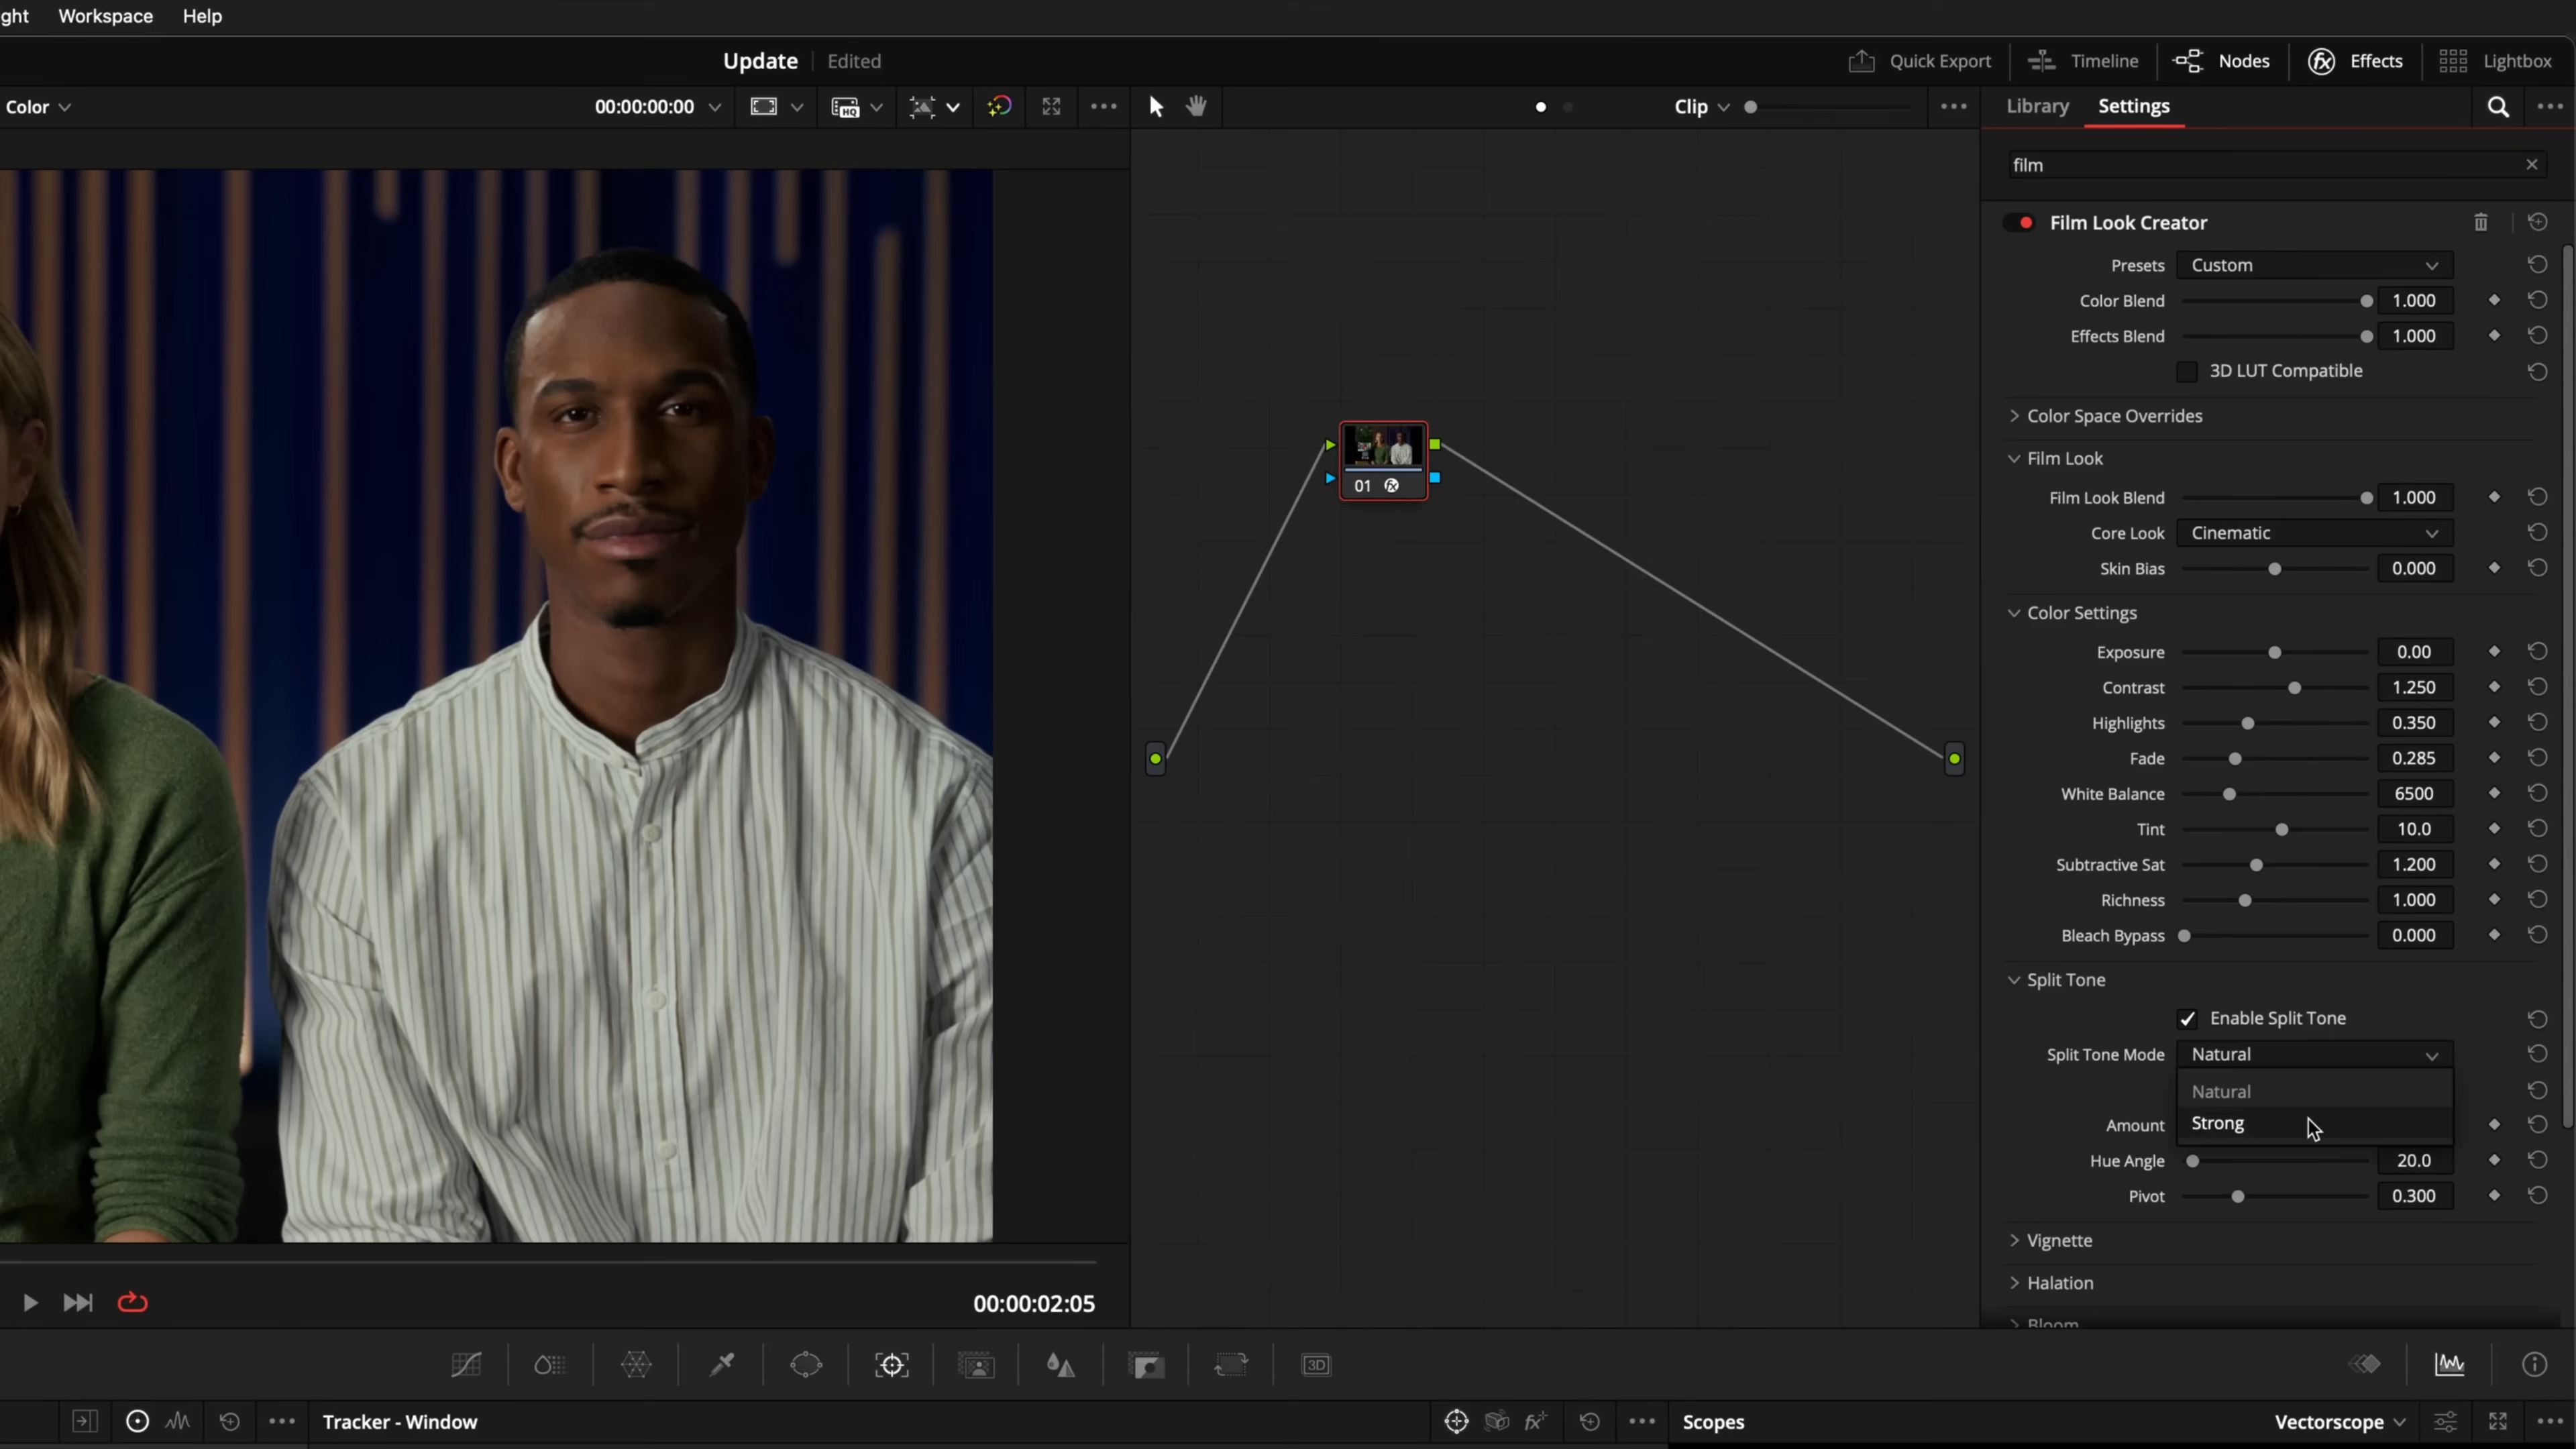 ght Workspace Help
Update Edited Quick Export Timeline Nodes Effects Lightbox
Color 00:00:00:00 HQ Clip Library Settings
film
Film Look Creator
Presets Custom
Color Blend 1.000
Effects Blend 1.000
3D LUT Compatible
Color Space Overrides
Film Look
Film Look Blend 1.000
Core Look Cinematic
Skin Bias 0.000
Color Settings
Exposure 0.00
Contrast 1.250
Highlights 0.350
Fade 0.285
White Balance 6500
Tint 10.0
Subtractive Sat 1.200
Richness 1.000
Bleach Bypass 0.000
Split Tone
Enable Split Tone
Split Tone Mode Natural
Natural
Amount Strong
Hue Angle 20.0
Pivot 0.300
Vignette
Halation
Bloom
01 fx
00:00:02:05
3D
Tracker - Window fx Scopes Vectorscope